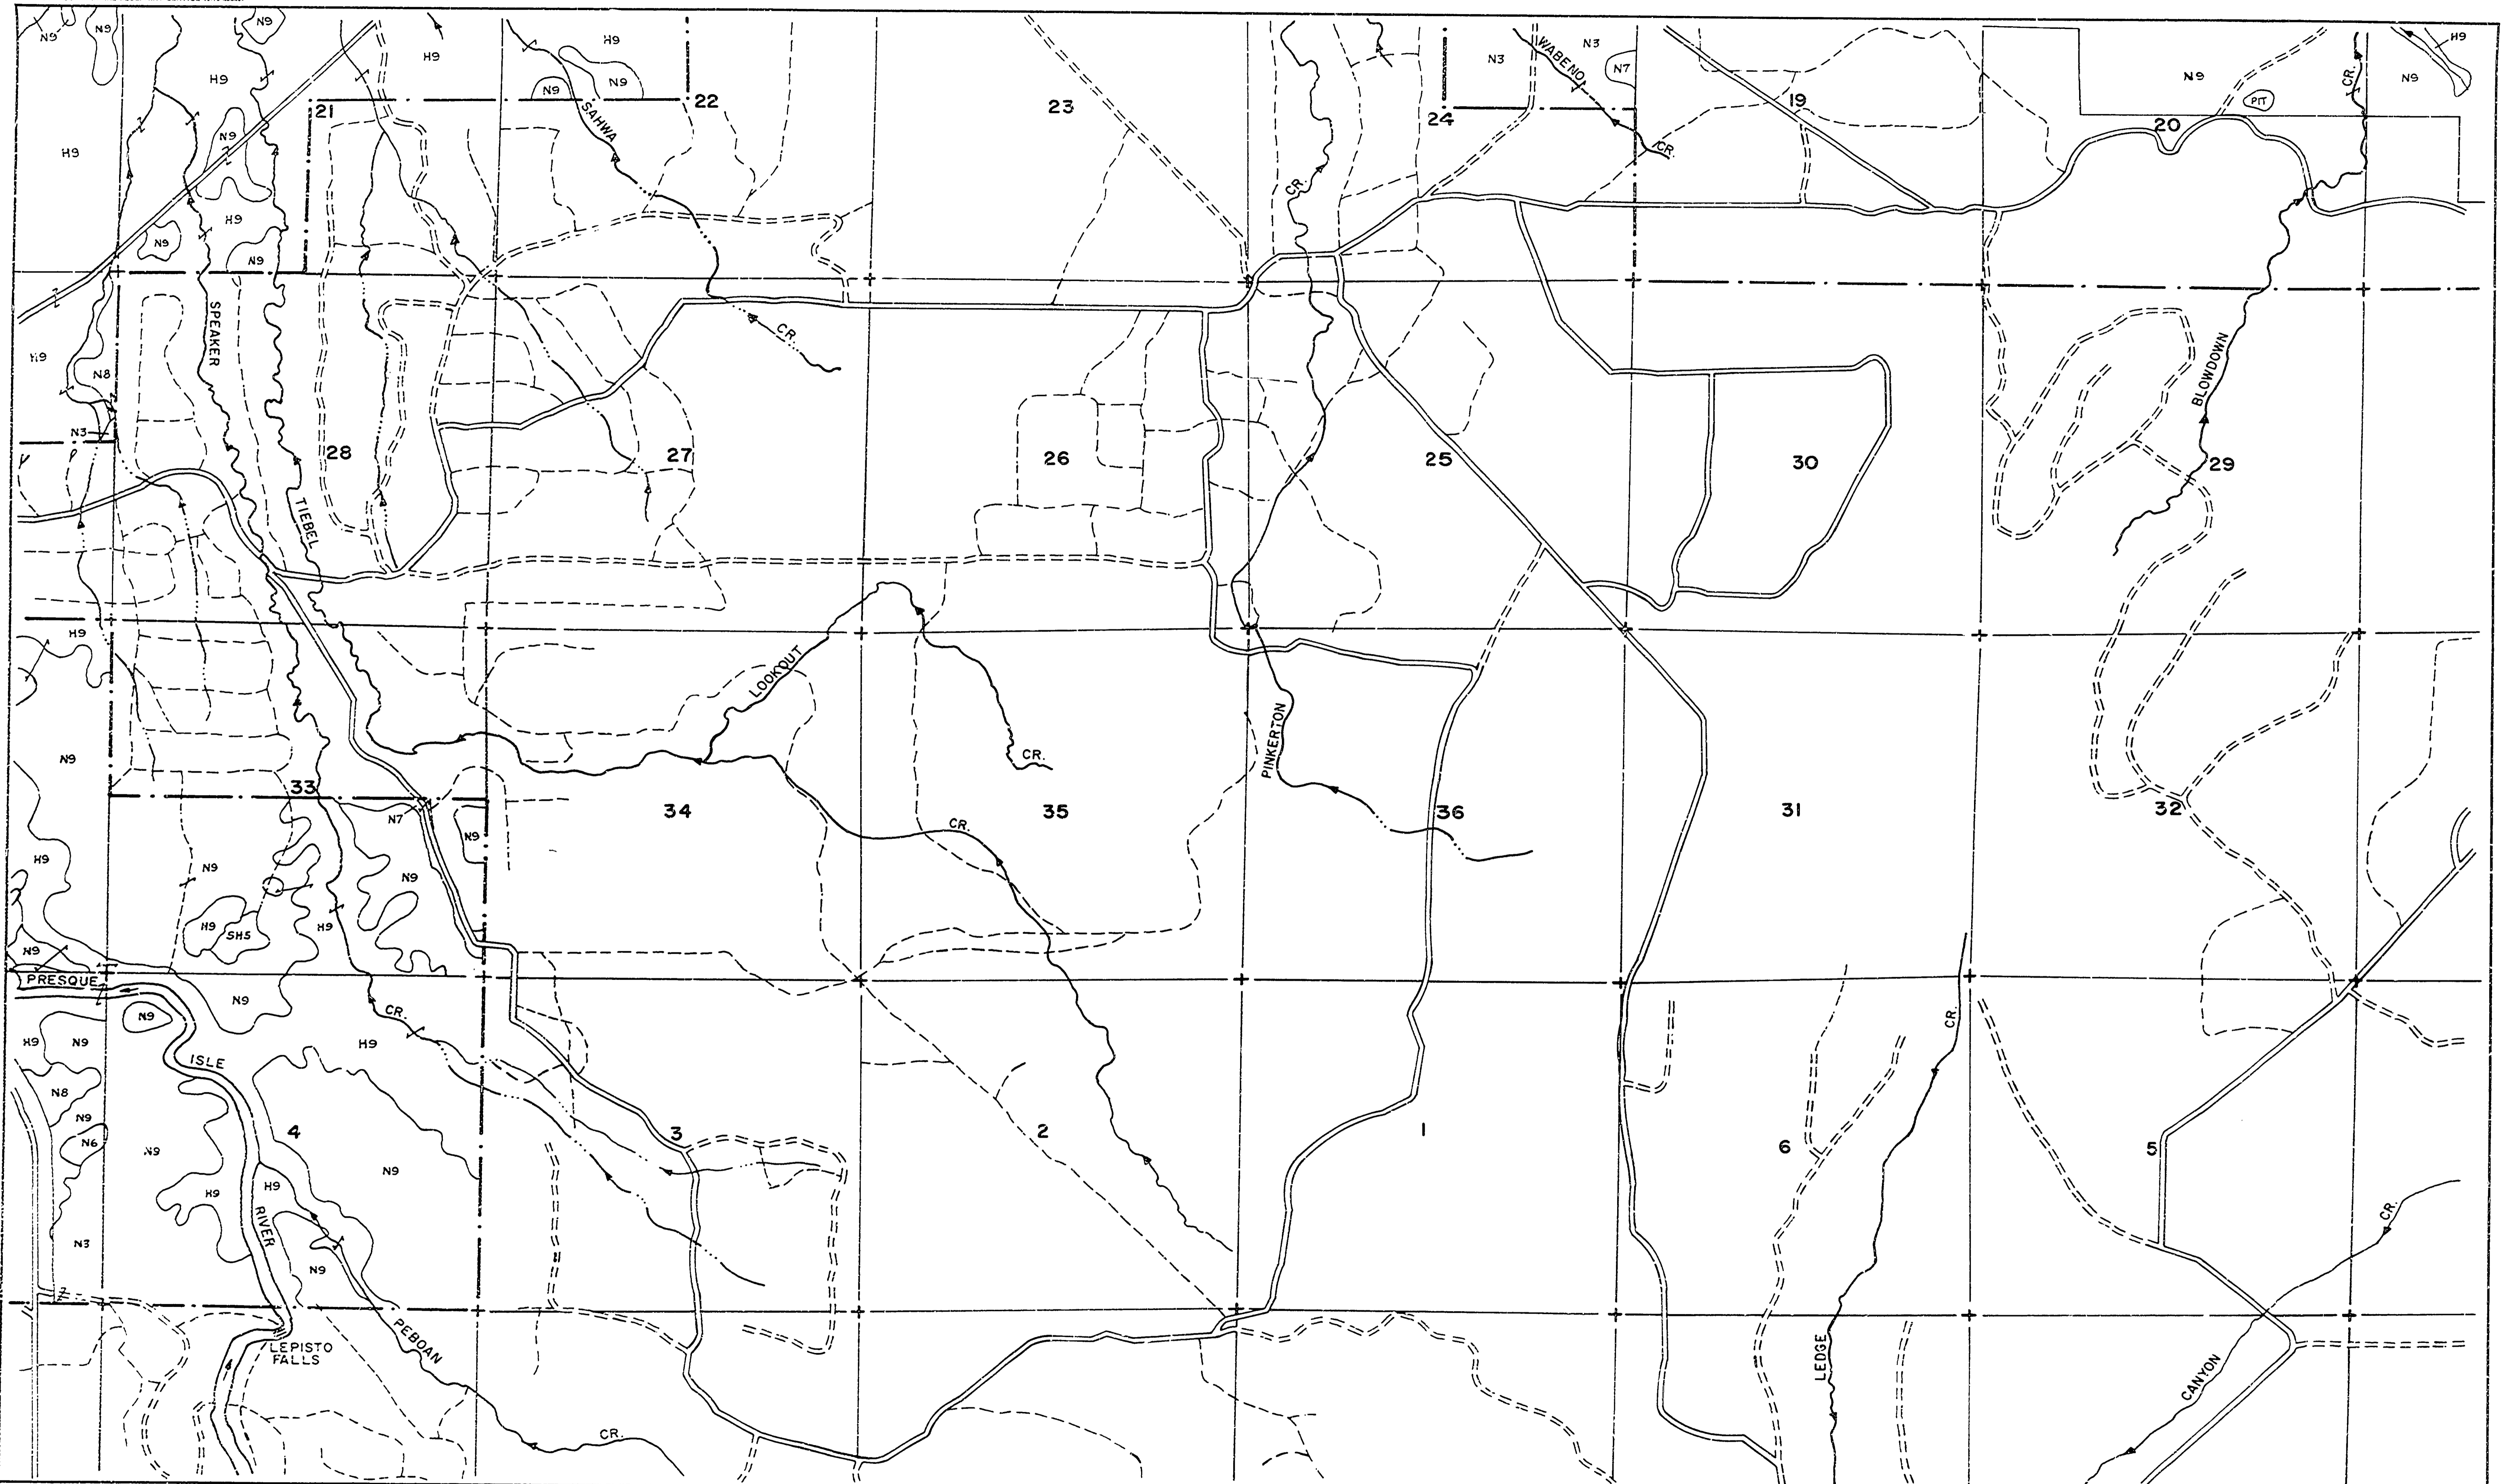 N9
N9
N9
H9
H9
H9
N9
N9
22
23
N3
WABENO
N3
N7
19
N9
PIT
CR.
N9
H9
21
SAHWA
24
20
H9
N9
CR.
CR.
H9
N9
N9
SPEAKER
CR.
H9
N8
BLOWDOWN
N3
28
27
26
25
30
29
TIEBEL
H9
LOOKOUT
PINKERTON
CR.
N9
33
34
35
36
31
32
N7
N9
CR.
H9
N9
N9
H9
SH5
H9
H9
PRESQUE
N9
N9
CR.
CR.
H9
N9
H9
ISLE
N8
N9
N6
N9
4
3
2
1
6
5
N9
H9
H9
RIVER
N3
N9
CR.
LEPISTO
FALLS
PEBOAN
LEDGE
CANYON
CR.